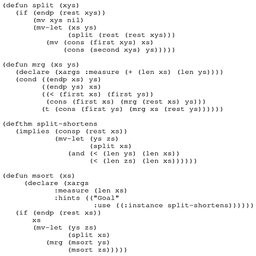 (defun split (xys)
(if (endp (rest xys))
(mv xys nil)
(mv-let (xs ys)
(split (rest (rest xys)))
(mv (cons (first xys) xs)
(cons (second xys) ys)))))
(defun mrg (xs ys)
(declare (xargs :measure (+ (len xs) (len ys))))
(cond ((endp xs) ys)
((endp ys) xs)
((< (first xs) (first ys))
(cons (first xs) (mrg (rest xs) ys)))
(t (cons (first ys) (mrg xs (rest ys))))))
(defthm split-shortens
(implies (consp (rest xs))
(mv-let (ys zs)
(split xs)
(and (< (len ys) (len xs))
(< (len zs) (len xs))))))
(defun msort (xs)
(declare (xargs
:measure (len xs)
:hints (("Goal"
:use ((:instance split-shortens))))))
(if (endp (rest xs))
xs
(mv-let (ys zs)
(split xs)
(mrg (msort ys)
(msort zs)))))